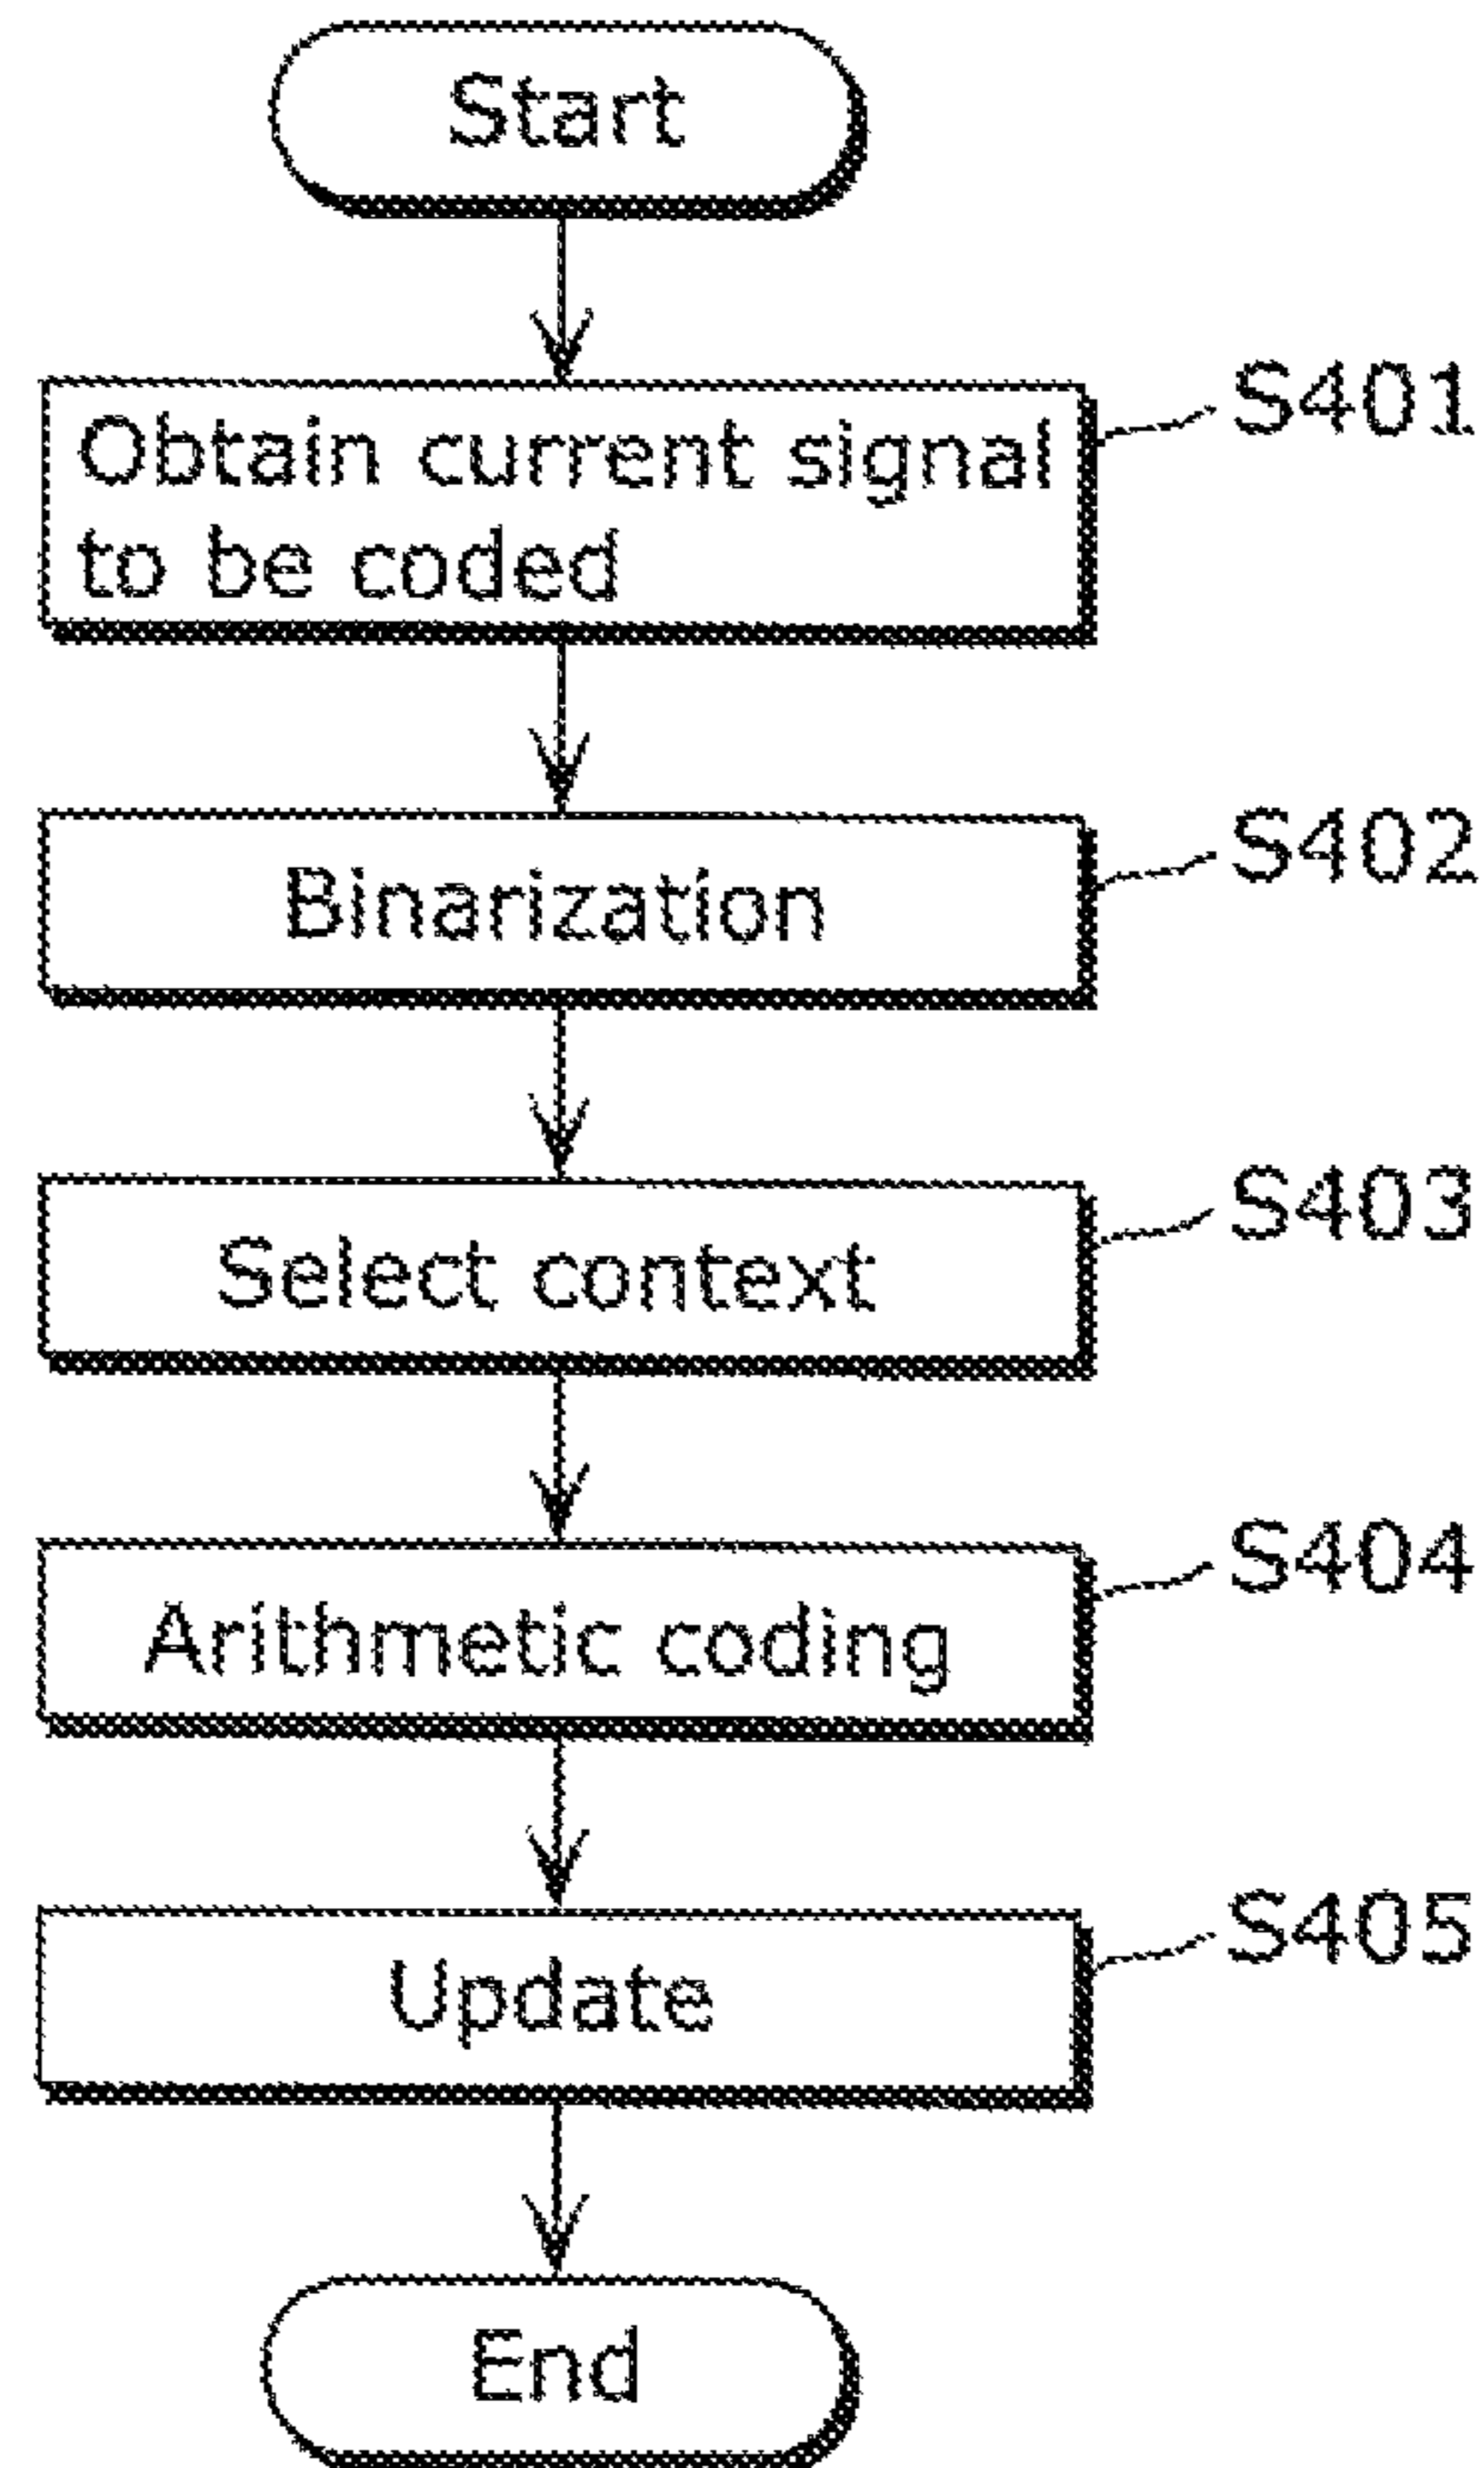 Start
Obtain current signal
to be coded
S401
Binarization
S402
Select context
S403
Arithmetic coding
S404
Update
S405
End